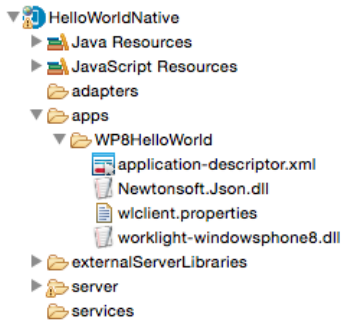 HelloWorldNative
Java Resources
JavaScript Resources
adapters
apps
WP8HelloWorld
application-descriptor.xml
Newtonsoft.Json.dll
wlclient.properties
worklight-windowsphone8.dll
externalServerLibraries
server
services